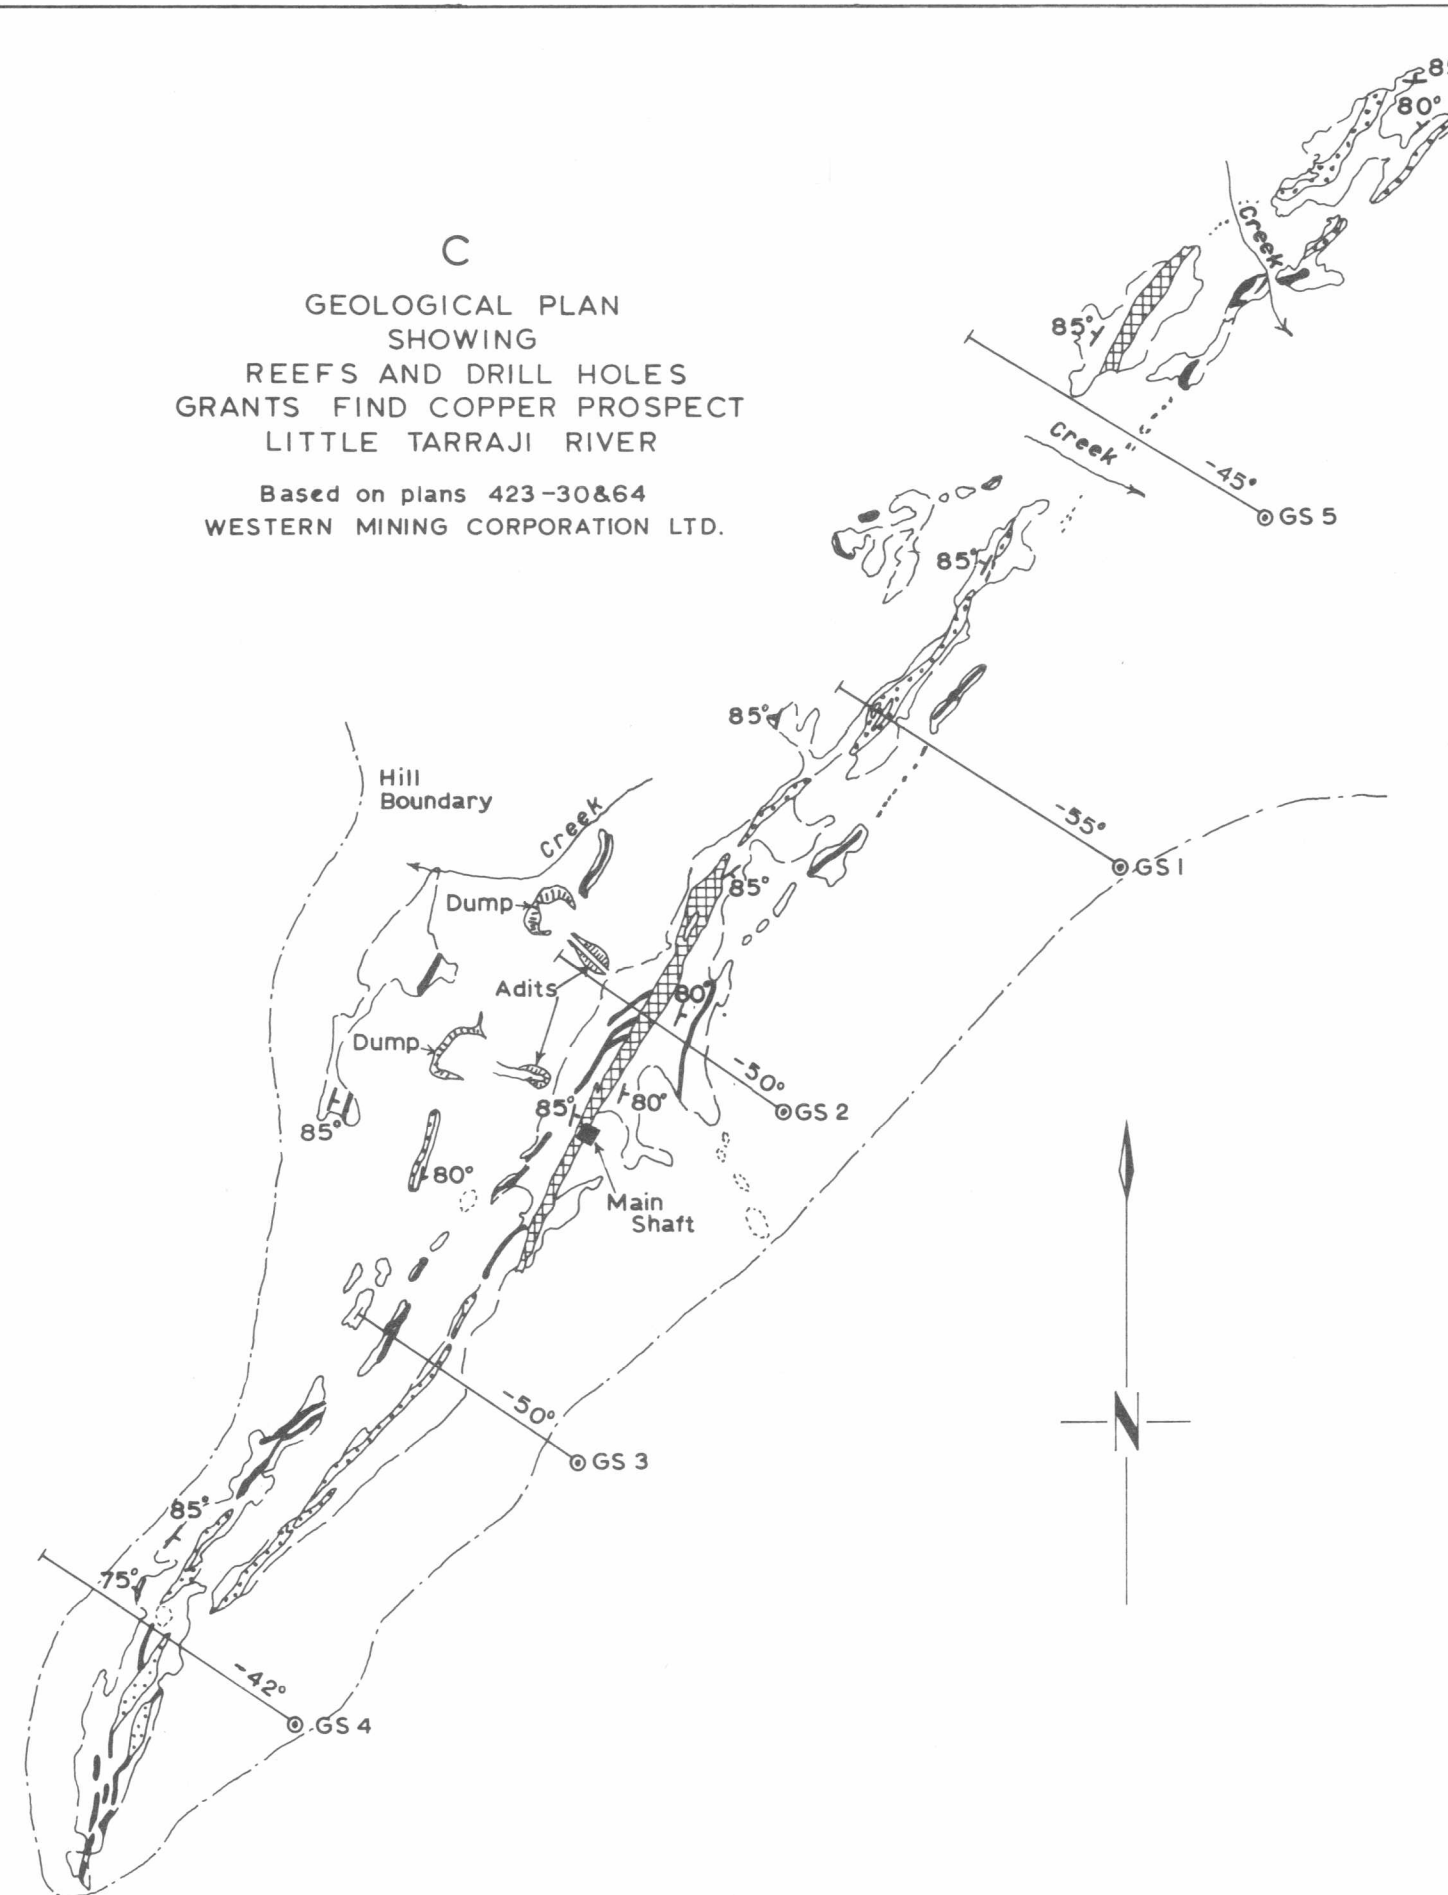 C
GEOLOGICAL PLAN
SHOWING
REEFS AND DRILL HOLES
GRANTS FIND COPPER PROSPECT
LITTLE TARRAJI RIVER
Based on plans 423-30&64
WESTERN MINING CORPORATION LTD.
80°
Creek
85°
Creek
-45°
GS 5
85°
85°
Hill
Boundary
Creek
-55°
GS 1
Dump
85°
Adits
80°
Dump
-50°
GS 2
85°
80°
85°
80°
Main
Shaft
-50°
GS 3
N
85°
75°
-42°
GS 4